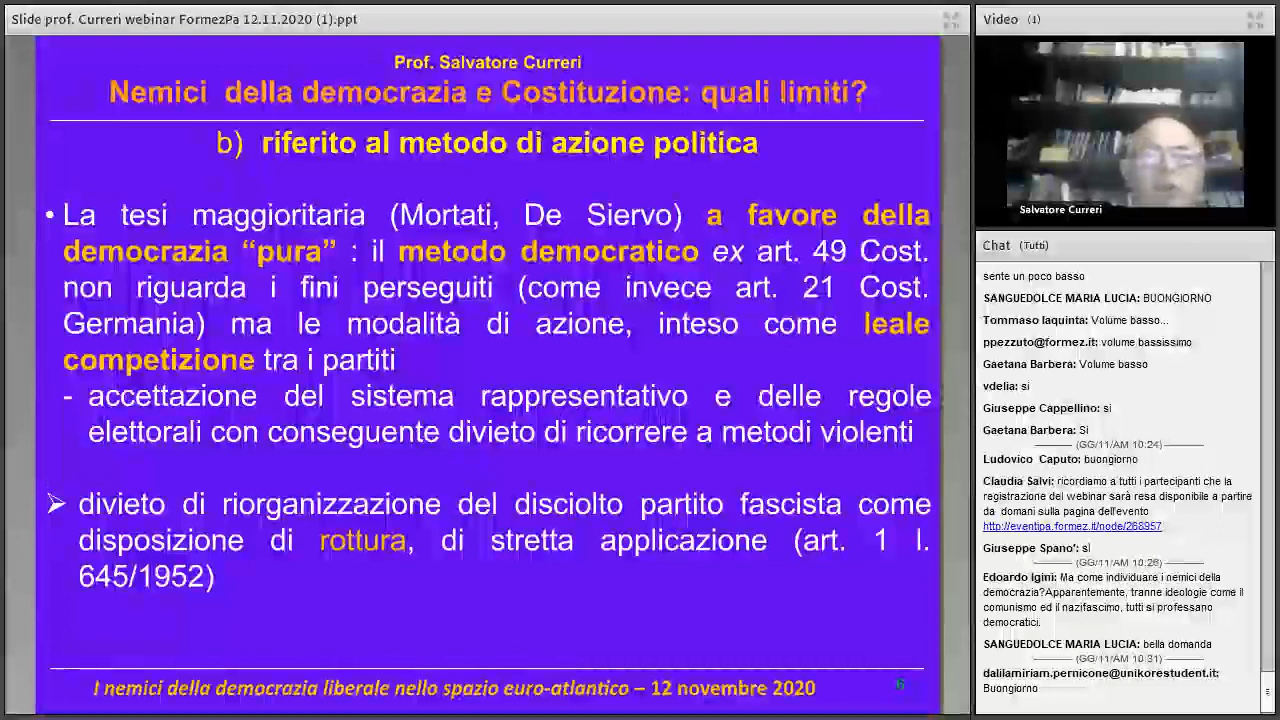 Slide prof. Curreri webinar FormezPa 12.11.2020 (1).ppt
Prof. Salvatore Curreri
Nemici della democrazia e Costituzione: quali limiti?
b) riferito al metodo di azione politica
• La tesi maggioritaria (Mortati, De Siervo) a favore della
democrazia “pura” : il metodo democratico ex art. 49 Cost.
non riguarda i fini perseguiti (come invece art. 21 Cost.
Germania) ma le modalità di azione, inteso come leale
competizione tra i partiti
- accettazione del sistema rappresentativo e delle regole
elettorali con conseguente divieto di ricorrere a metodi violenti
➢ divieto di riorganizzazione del disciolto partito fascista come
disposizione di rottura, di stretta applicazione (art. 1 l.
645/1952)
I nemici della democrazia liberale nello spazio euro-atlantico – 12 novembre 2020
6
Video (1)
Salvatore Curreri
Chat (Tutti)
sente un poco basso
SANGUEDOLCE MARIA LUCIA: BUONGIORNO
Tommaso Iaquinta: Volume basso...
ppezzuto@formez.it: volume bassissimo
Gaetana Barbera: Volume basso
vdelia: si
Giuseppe Cappellino: si
Gaetana Barbera: Si
(GG/11/AM 10:24)
Ludovico Caputo: buongiorno
Claudia Salvi: ricordiamo a tutti i partecipanti che la
registrazione del webinar sarà resa disponibile a partire
da domani sulla pagina dell'evento
http://eventipa.formez.it/node/268957
Giuseppe Spano': si
(GG/11/AM 10:26)
Edoardo Igini: Ma come individuare i nemici della
democrazia?Apparentemente, tranne ideologie come il
comunismo ed il nazifascimo, tutti si professano
democratici.
SANGUEDOLCE MARIA LUCIA: bella domanda
(GG/11/AM 10:31)
dalilamiriam.pernicone@unikorestudent.it:
Buongiorno